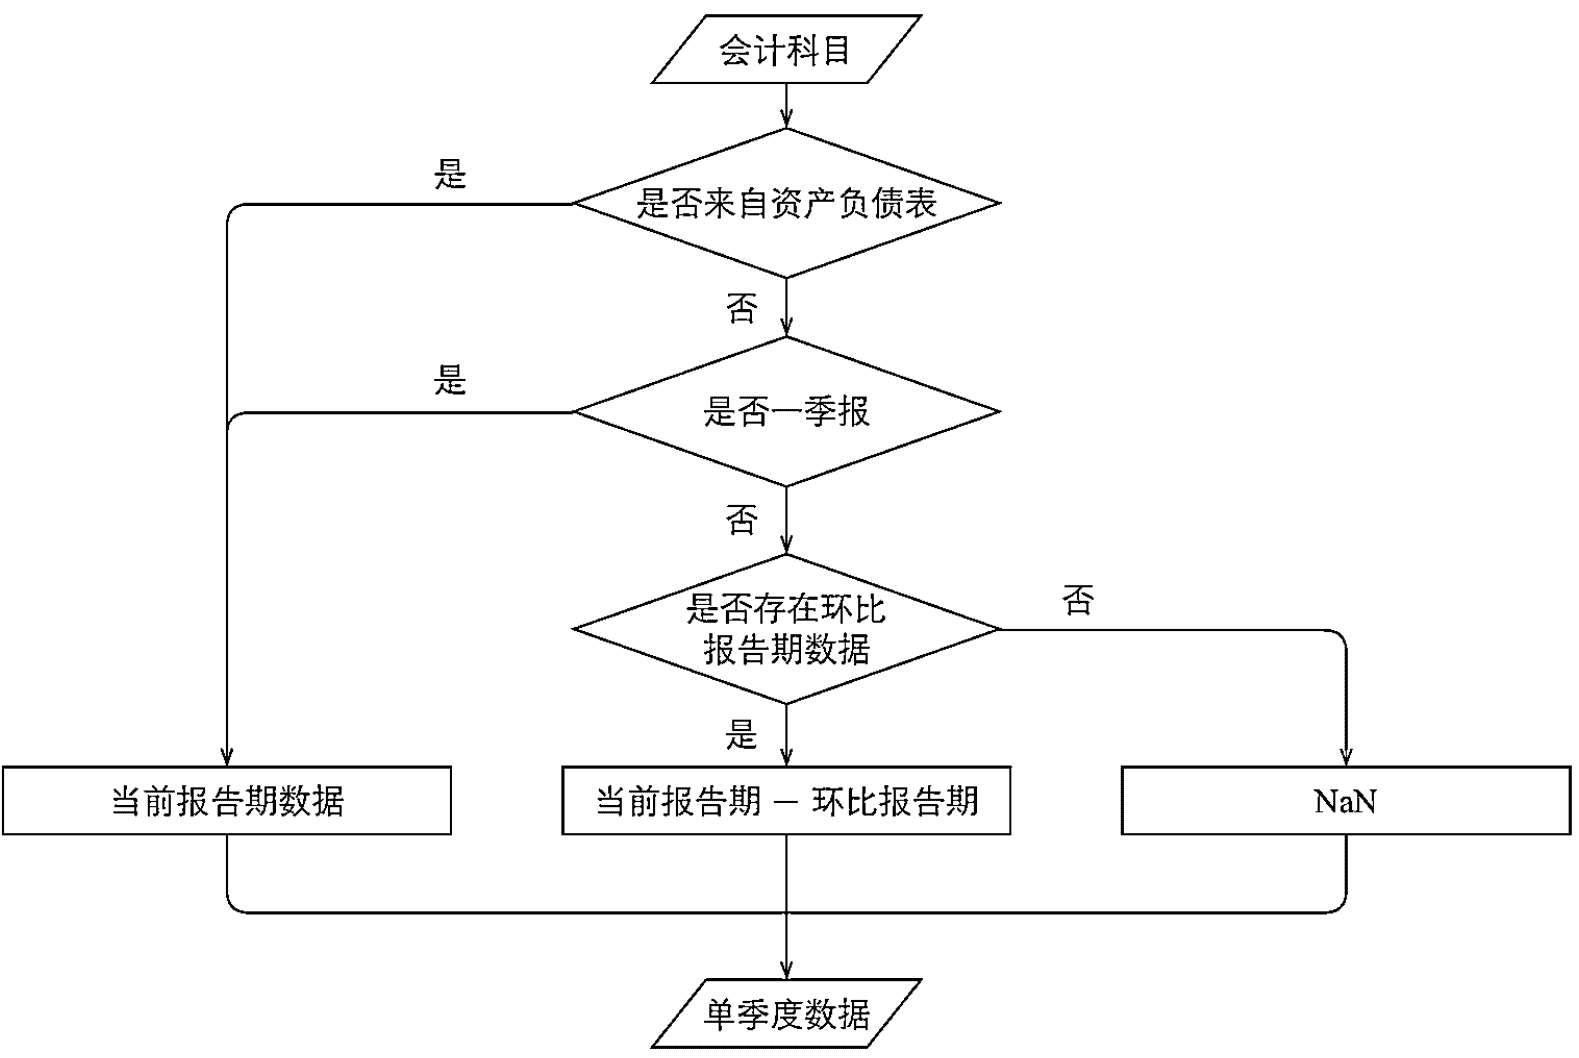 会计科目
是
是否来自资产负债表
否
是
是否一季报
否
是否存在环比
报告期数据
否
是
当前报告期数据
当前报告期 － 环比报告期
NaN
单季度数据